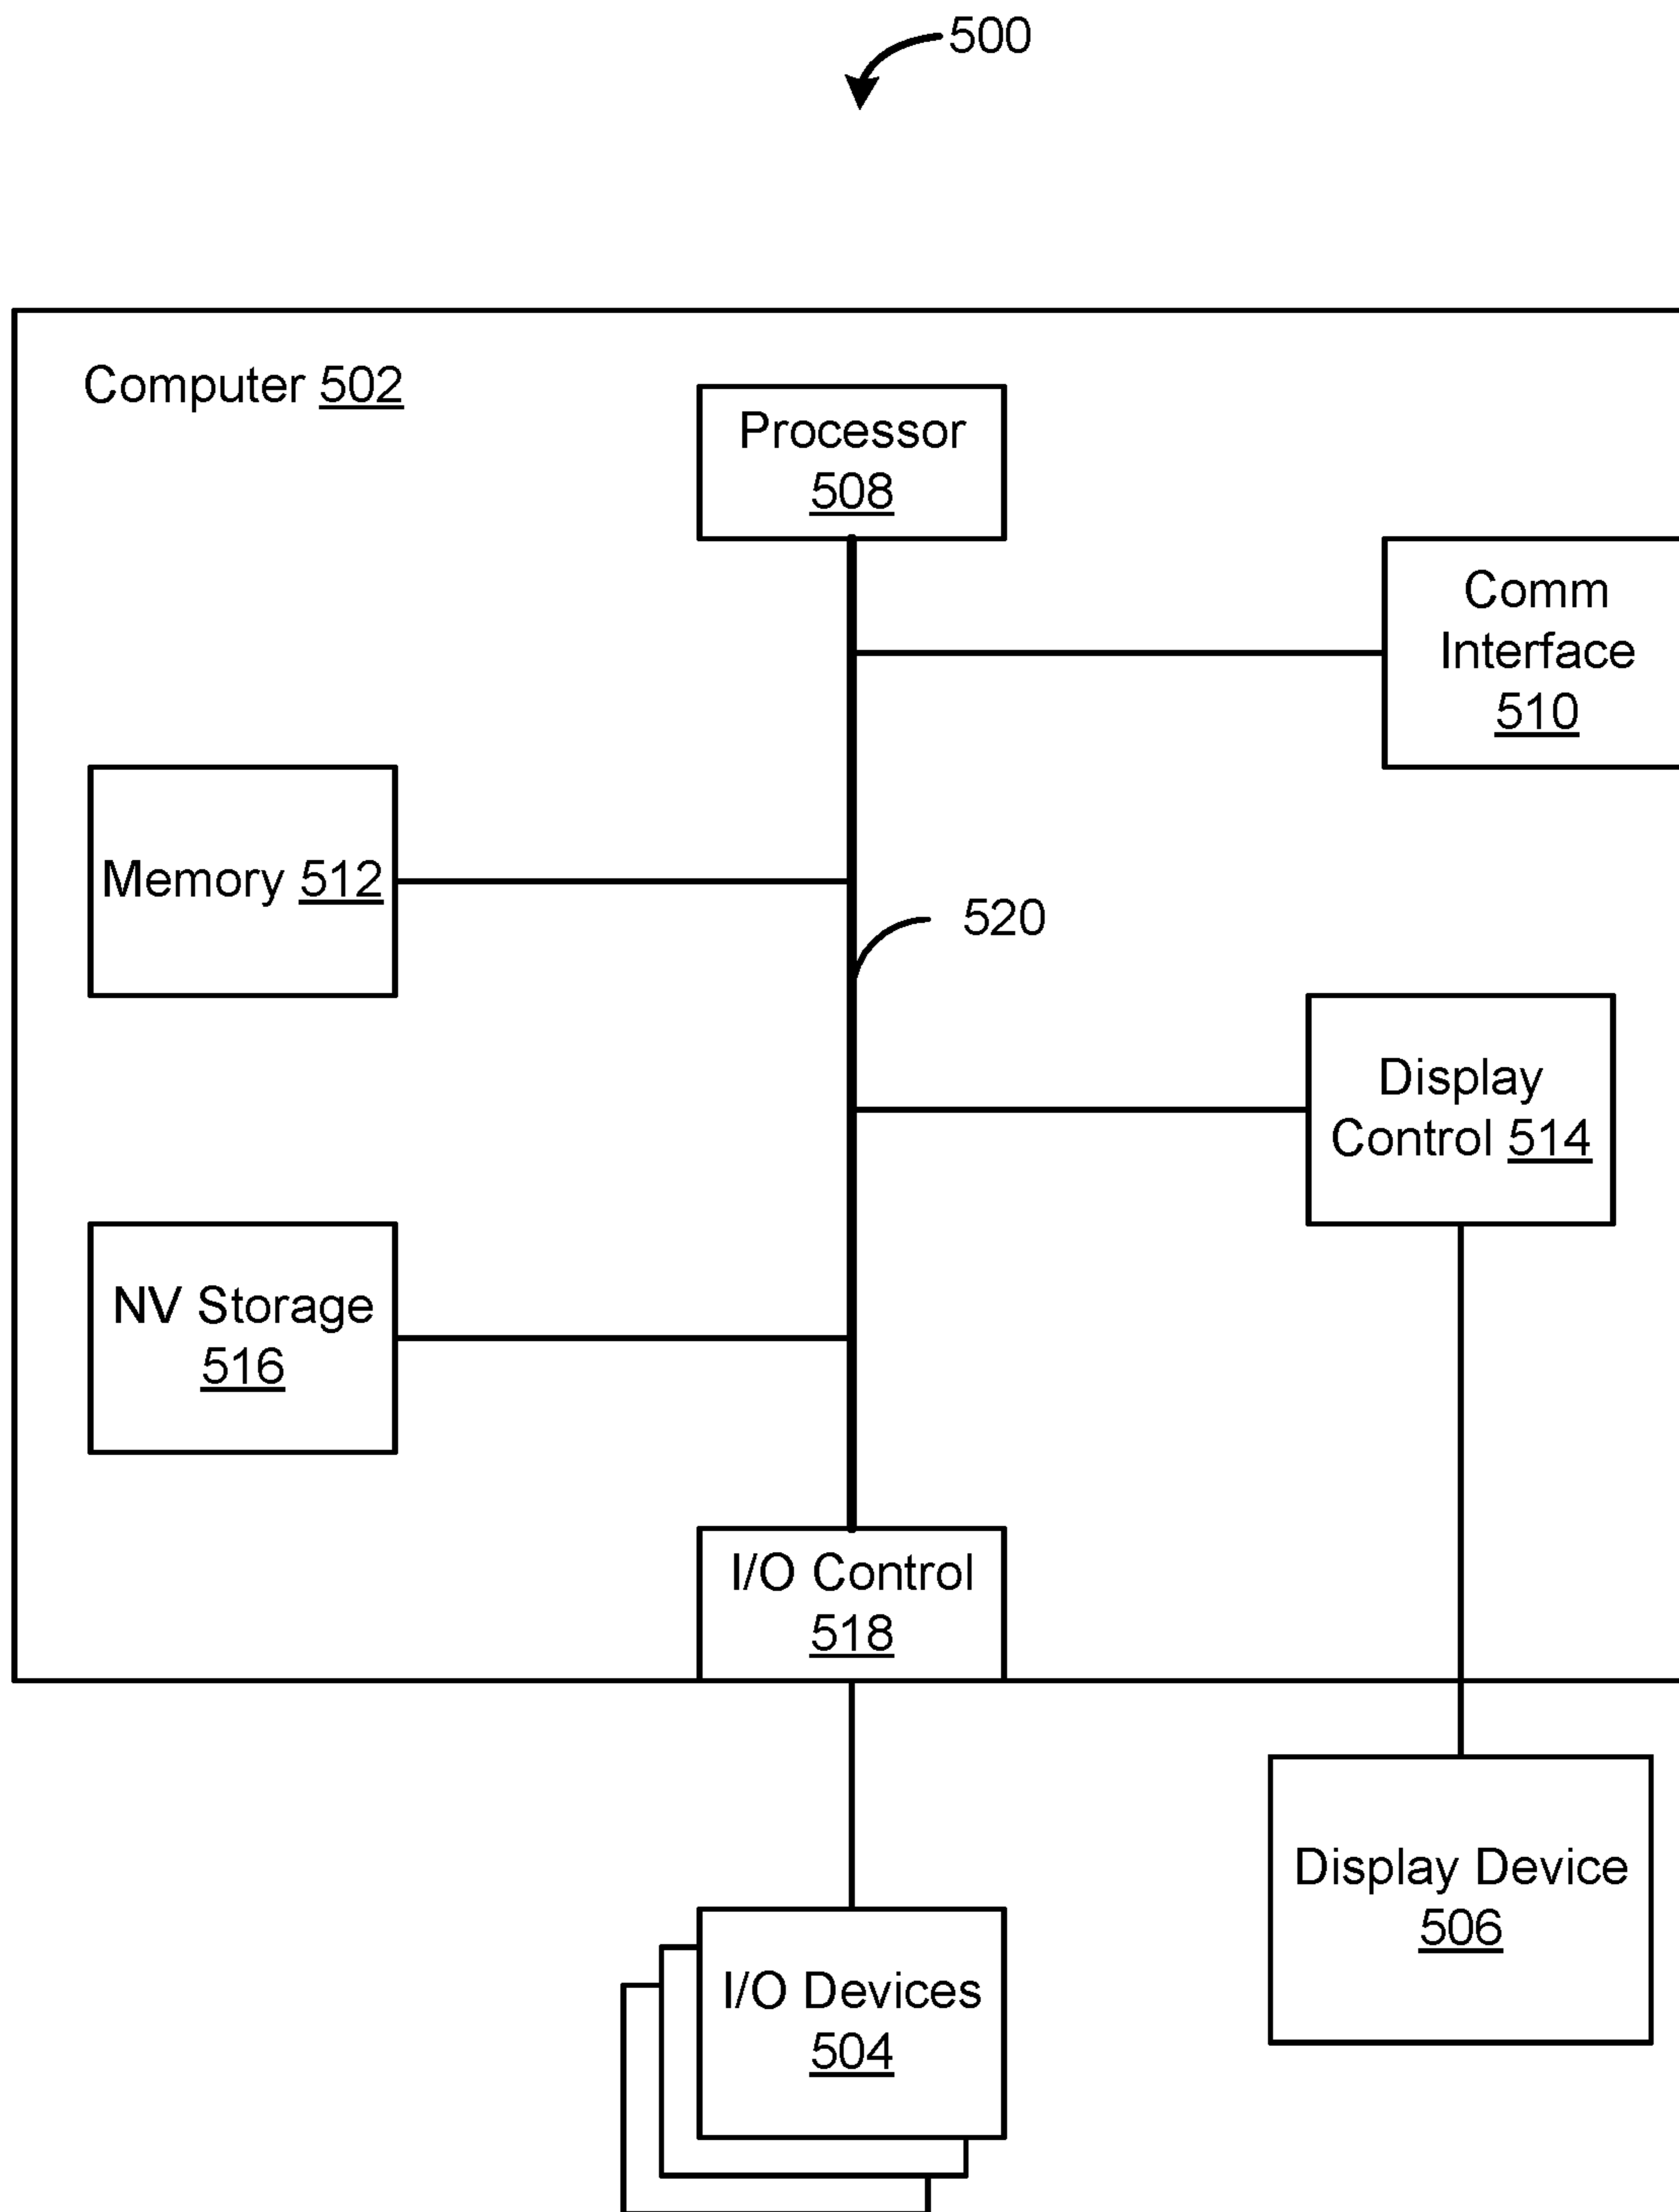 500
Computer 502
Processor
508
Comm
Interface
510
Memory 512
520
Display
Control 514
NV Storage
516
I/O Control
518
Display Device
506
I/O Devices
504